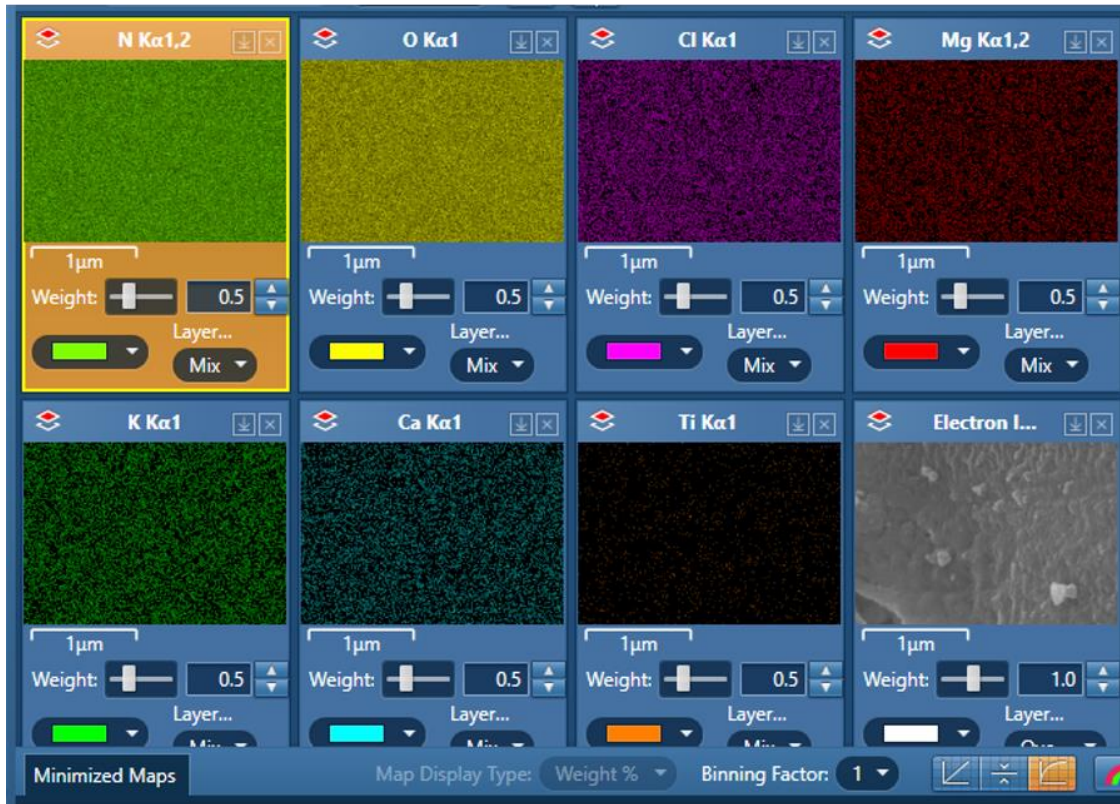 N Kα1,2
O Kα1
Cl Kα1
Mg Kα1,2
1μm
1μm
1μm
1μm
Weight: 0.5
Weight: 0.5
Weight: 0.5
Weight: 0.5
Layer...
Layer...
Layer...
Layer...
Mix
Mix
Mix
Mix
K Kα1
Ca Kα1
Ti Kα1
Electron I...
1μm
1μm
1μm
1μm
Weight: 0.5
Weight: 0.5
Weight: 0.5
Weight: 1.0
Layer...
Layer...
Layer...
Layer...
Minimized Maps
Map Display Type: Weight %
Binning Factor: 1